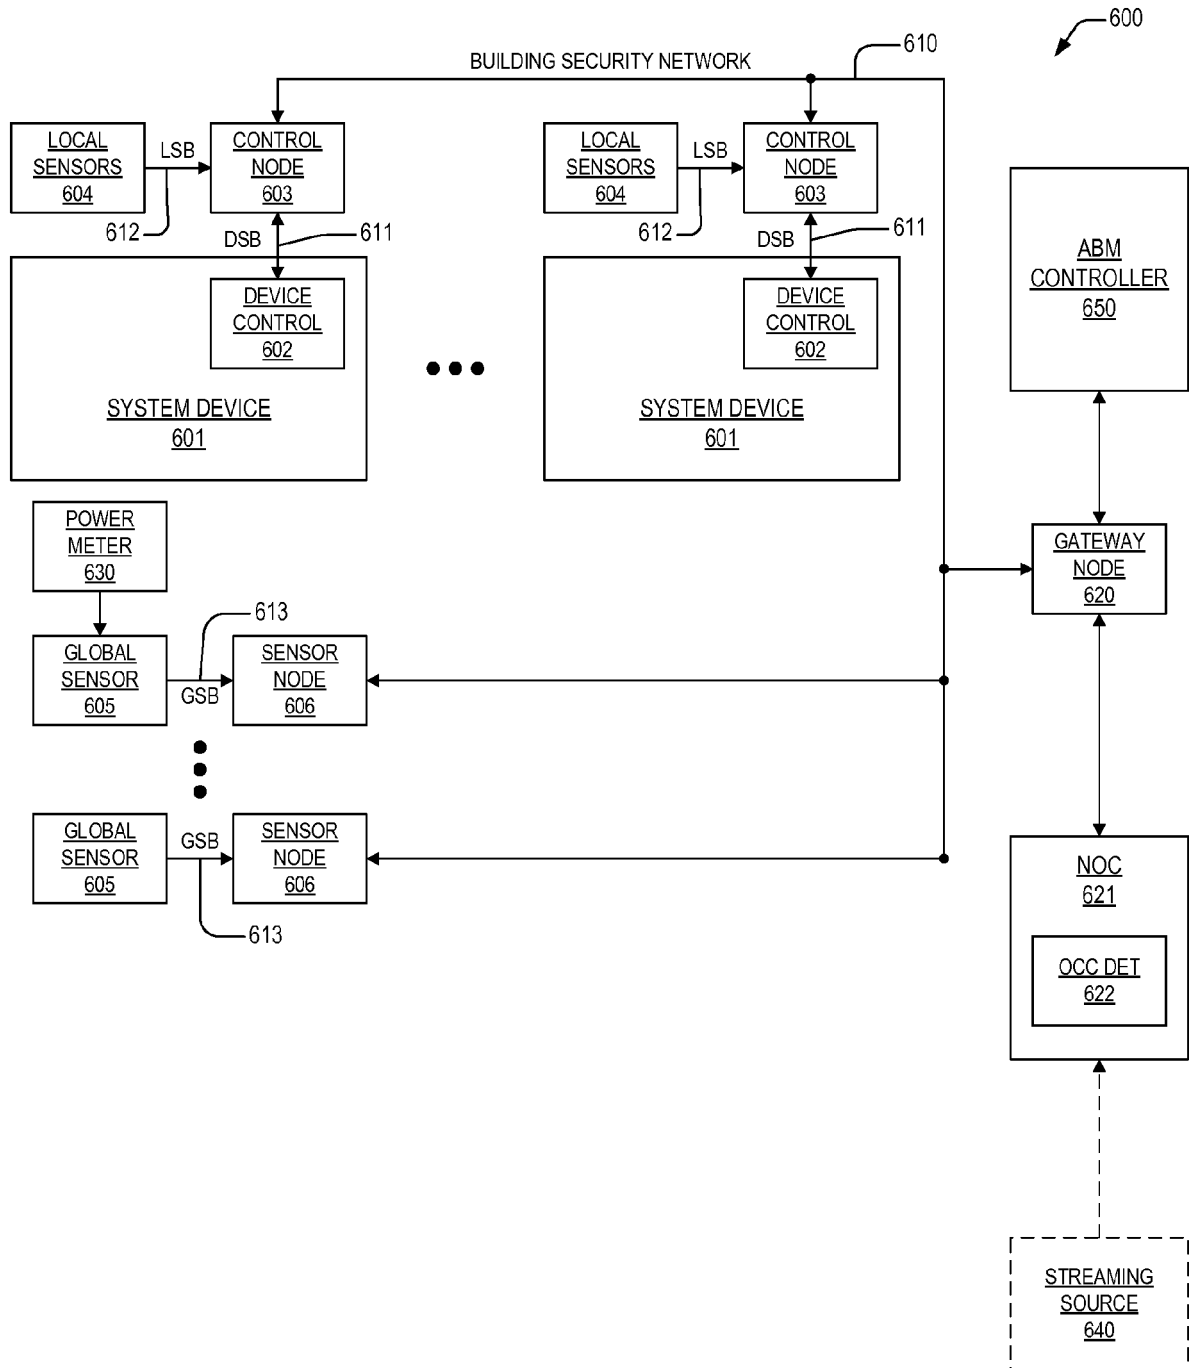 600
610
BUILDING SECURITY NETWORK
LOCAL
SENSORS
604
LSB
612
CONTROL
NODE
603
DSB
611
DEVICE
CONTROL
602
SYSTEM DEVICE
601
LOCAL
SENSORS
604
LSB
612
CONTROL
NODE
603
DSB
611
DEVICE
CONTROL
602
SYSTEM DEVICE
601
ABM
CONTROLLER
650
POWER
METER
630
GATEWAY
NODE
620
613
GLOBAL
SENSOR
605
GSB
SENSOR
NODE
606
GLOBAL
SENSOR
605
GSB
SENSOR
NODE
606
613
NOC
621
OCC DET
622
STREAMING
SOURCE
640